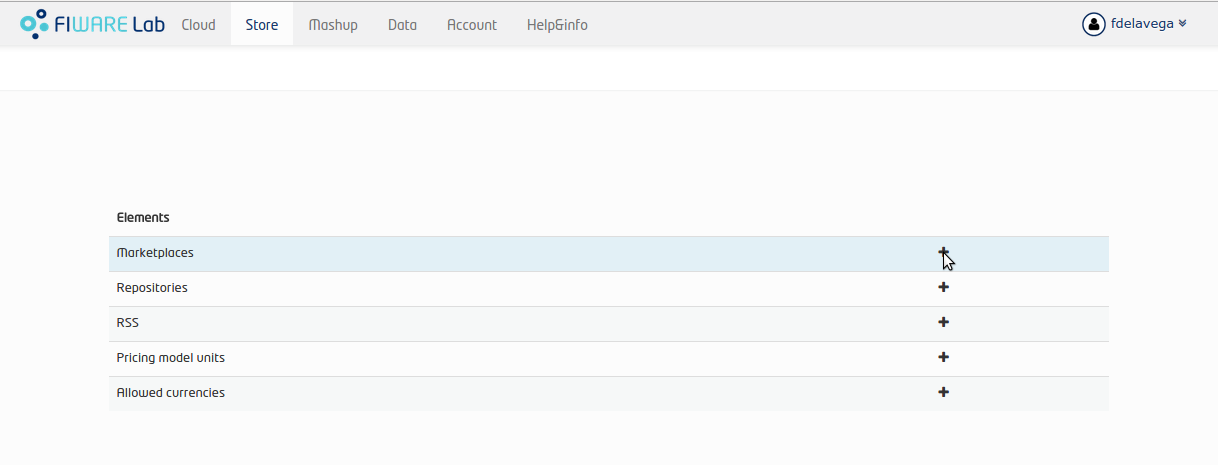 FIWARE Lab Cloud Store Mashup Data Account Help&info fdelavega
Elements
Marketplaces
Repositories
RSS
Pricing model units
Allowed currencies